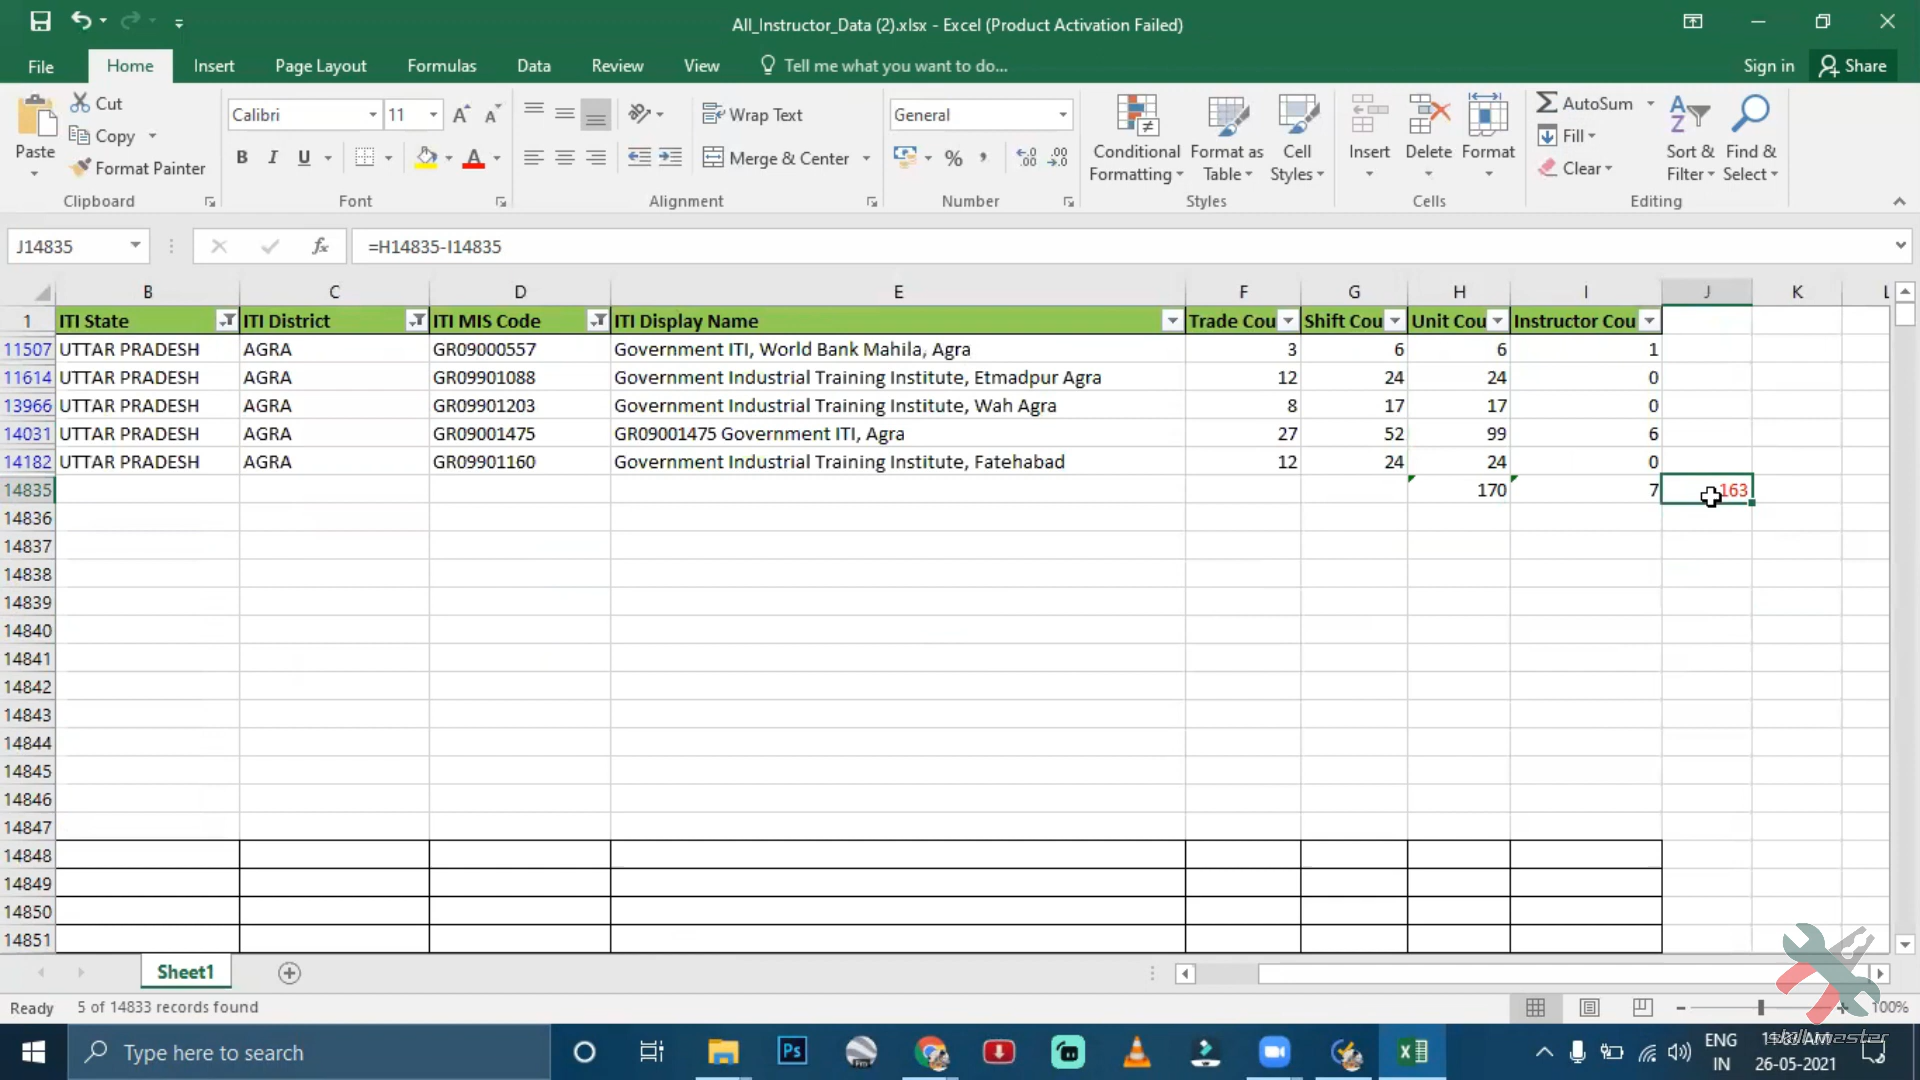 All_Instructor_Data (2).xlsx - Excel (Product Activation Failed)
File Home Insert Page Layout Formulas Data Review View Tell me what you want to do... Sign in Share
Paste
Cut
Copy
Format Painter
Clipboard
Calibri 11
B I U
Font
Wrap Text
Merge & Center
Alignment
General
Number
Conditional Formatting
Format as Table
Cell Styles
Styles
Insert Delete Format
Cells
AutoSum
Fill
Clear
Sort & Filter
Find & Select
Editing
J14835 fx =H14835-I14835
B C D E F G H I J K L
1 ITI State ITI District ITI MIS Code ITI Display Name Trade Cou Shift Cou Unit Cou Instructor Cou
11507 UTTAR PRADESH AGRA GR09000557 Government ITI, World Bank Mahila, Agra 3 6 6 1
11614 UTTAR PRADESH AGRA GR09901088 Government Industrial Training Institute, Etmadpur Agra 12 24 24 0
13966 UTTAR PRADESH AGRA GR09901203 Government Industrial Training Institute, Wah Agra 8 17 17 0
14031 UTTAR PRADESH AGRA GR09001475 GR09001475 Government ITI, Agra 27 52 99 6
14182 UTTAR PRADESH AGRA GR09901160 Government Industrial Training Institute, Fatehabad 12 24 24 0
14835 170 7 163
14836
14837
14838
14839
14840
14841
14842
14843
14844
14845
14846
14847
14848
14849
14850
14851
Sheet1
Ready 5 of 14833 records found 100%
Type here to search
Ps
ENG
IN
AM
26-05-2021
skill master